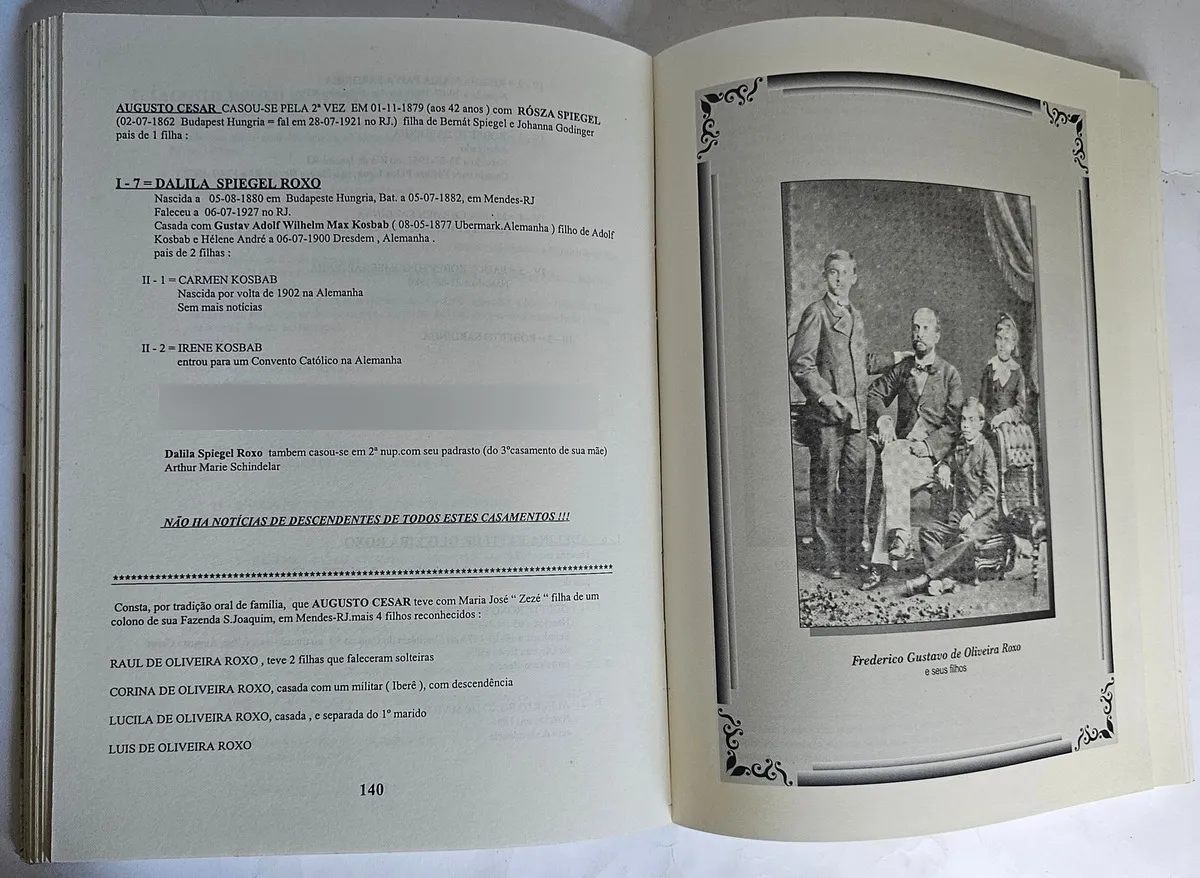 AUGUSTO CESAR CASOU-SE PELA 2ª VEZ EM 01-11-1879 (aos 42 anos ) com RÓSZA SPIEGEL
(02-07-1862 Budapest Hungria = fal em 28-07-1921 no RJ.) filha de Bernát Spiegel e Johanna Godinger
pais de 1 filha :
I - 7 = DALILA SPIEGEL ROXO
Nascida a 05-08-1880 em Budapeste Hungria, Bat. a 05-07-1882, em Mendes-RJ
Faleceu a 06-07-1927 no RJ.
Casada com Gustav Adolf Wilhelm Max Kosbab ( 08-05-1877 Ubermark.Alemanha ) filho de Adolf
Kosbab e Hélene André a 06-07-1900 Dresdem , Alemanha .
pais de 2 filhas :
II - 1 = CARMEN KOSBAB
Nascida por volta de 1902 na Alemanha
Sem mais noticias
II - 2 = IRENE KOSBAB
entrou para um Convento Católico na Alemanha
Dalila Spiegel Roxo tambem casou-se em 2ª nup.com seu padrasto (do 3ºcasamento de sua mãe)
Arthur Marie Schindelar
NÃO HA NOTÍCIAS DE DESCENDENTES DE TODOS ESTES CASAMENTOS !!!
Consta, por tradição oral de familia, que AUGUSTO CESAR teve com Maria José “ Zezé “ filha de um
colono de sua Fazenda S.Joaquim, em Mendes-RJ.mais 4 filhos reconhecidos :
RAUL DE OLIVEIRA ROXO , teve 2 filhas que faleceram solteiras
CORINA DE OLIVEIRA ROXO, casada com um militar ( Iberê ), com descendência
LUCILA DE OLIVEIRA ROXO, casada , e separada do 1º marido
LUIS DE OLIVEIRA ROXO
140
Frederico Gustavo de Oliveira Roxo
e seus filhos